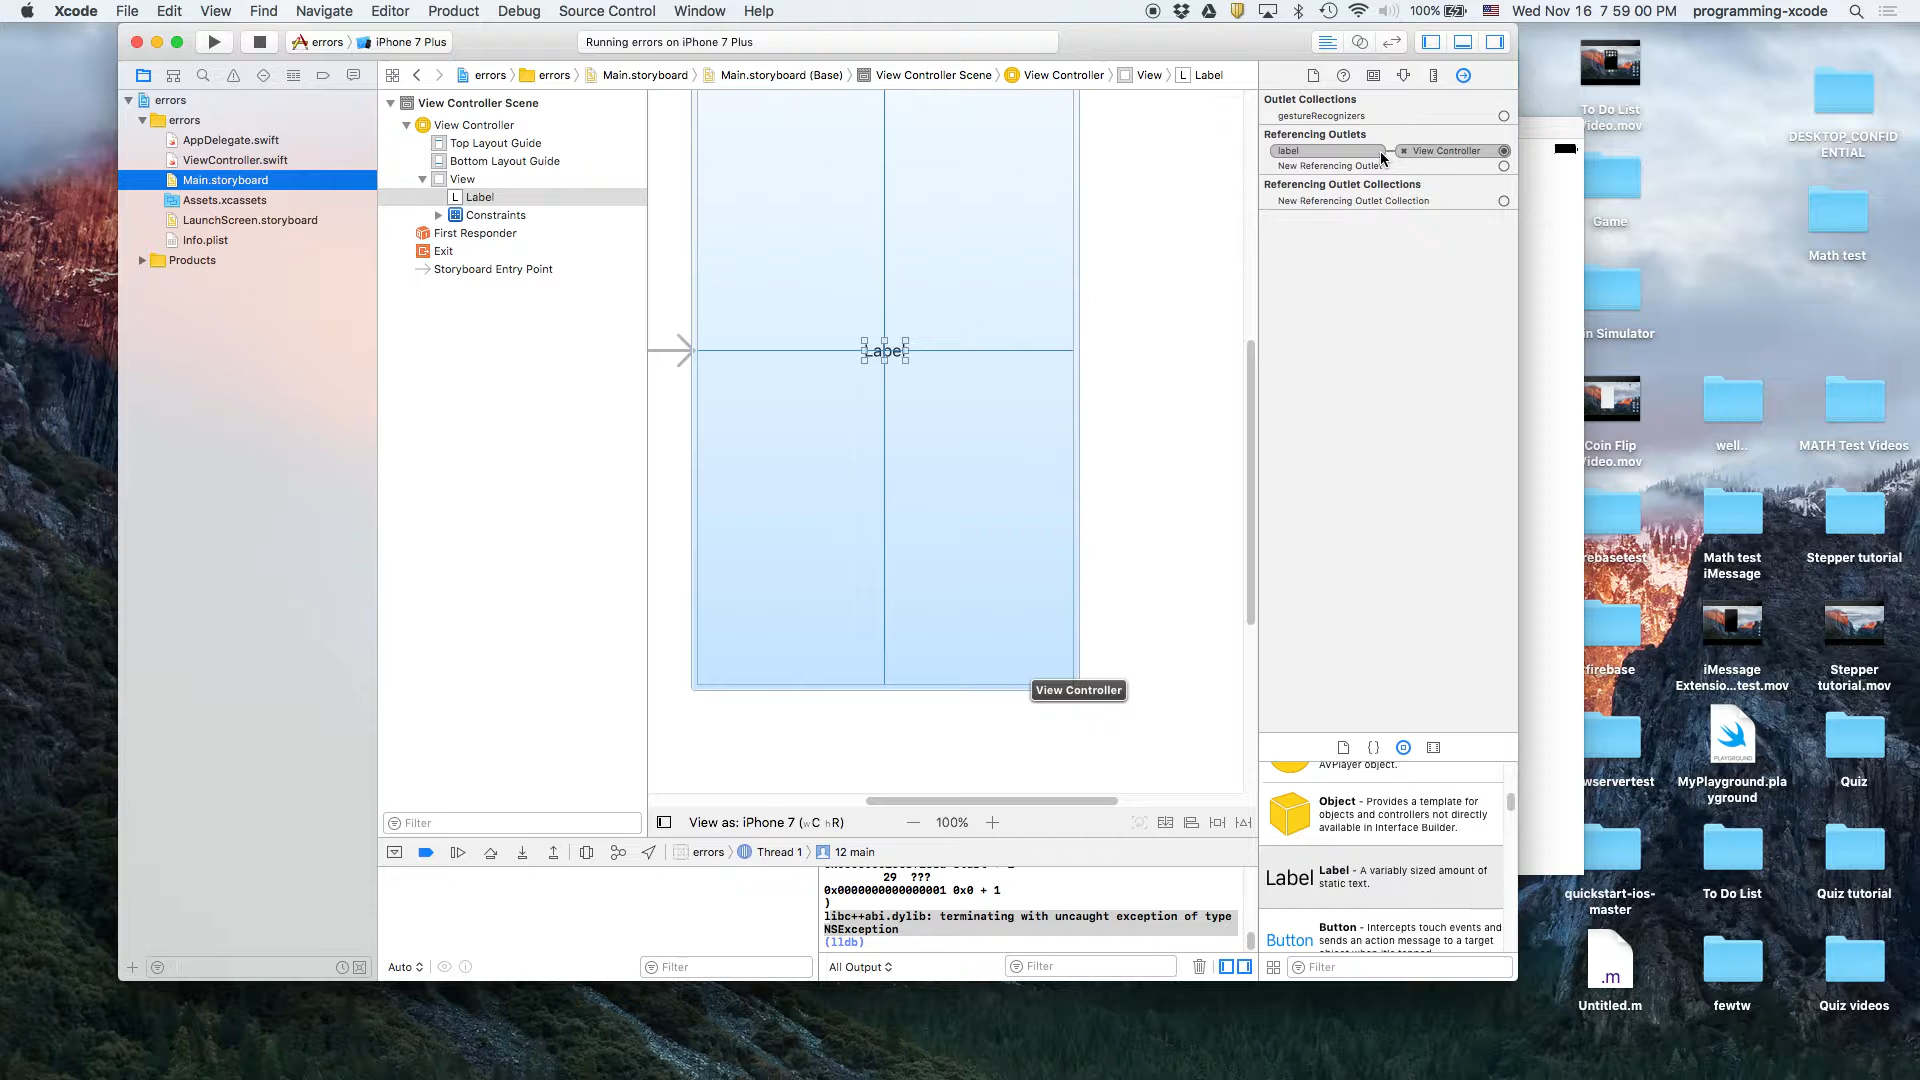 Xcode File Edit View Find Navigate Editor Product Debug Source Control Window Help
100% Wed Nov 16 7 59 00 PM programming-xcode
errors iPhone 7 Plus
Running errors on iPhone 7 Plus
errors errors Main.storyboard Main.storyboard (Base) View Controller Scene View Controller View L Label
errors
errors
AppDelegate.swift
ViewController.swift
Main.storyboard
Assets.xcassets
LaunchScreen.storyboard
Info.plist
Products
View Controller Scene
View Controller
Top Layout Guide
Bottom Layout Guide
View
L Label
Constraints
First Responder
Exit
Storyboard Entry Point
Filter
Label
View Controller
View as: iPhone 7 (wC hR)
100%
Outlet Collections
gestureRecognizers
Referencing Outlets
label View Controller
New Referencing Outlet
Referencing Outlet Collections
New Referencing Outlet Collection
AVPlayer object.
Object - Provides a template for
objects and controllers not directly
available in Interface Builder.
Label
Label - A variably sized amount of
static text.
Button
Button - Intercepts touch events and
sends an action message to a target
Filter
errors Thread 1 12 main
29 ???
0x0000000000000001 0x0 + 1
)
libc++abi.dylib: terminating with uncaught exception of type
NSException
(lldb)
Auto
Filter
All Output
Filter
To Do List
Video.mov
DESKTOP_CONFID
ENTIAL
Game
Math test
in Simulator
Coin Flip
Video.mov
well..
MATH Test Videos
rebasetest
Math test
iMessage
Stepper tutorial
firebase
iMessage
Extensio...test.mov
Stepper
tutorial.mov
wservertest
PLAYGROUND
MyPlayground.pla
yground
Quiz
quickstart-ios-
master
To Do List
Quiz tutorial
.m
Untitled.m
fewtw
Quiz videos